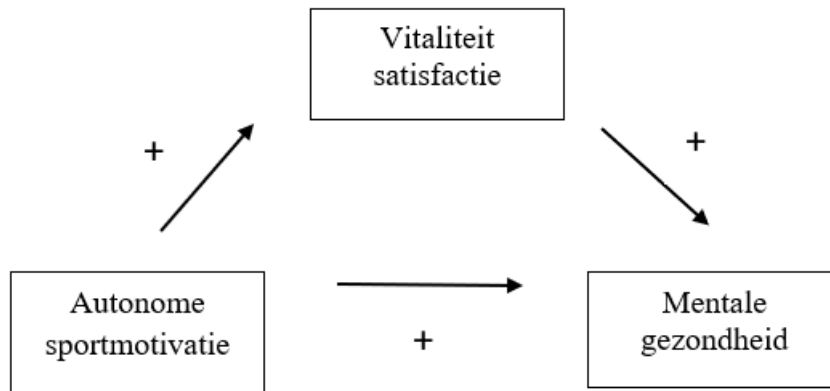 Vitaliteit
satisfactie
+
+
Autonome
sportmotivatie
+
Mentale
gezondheid